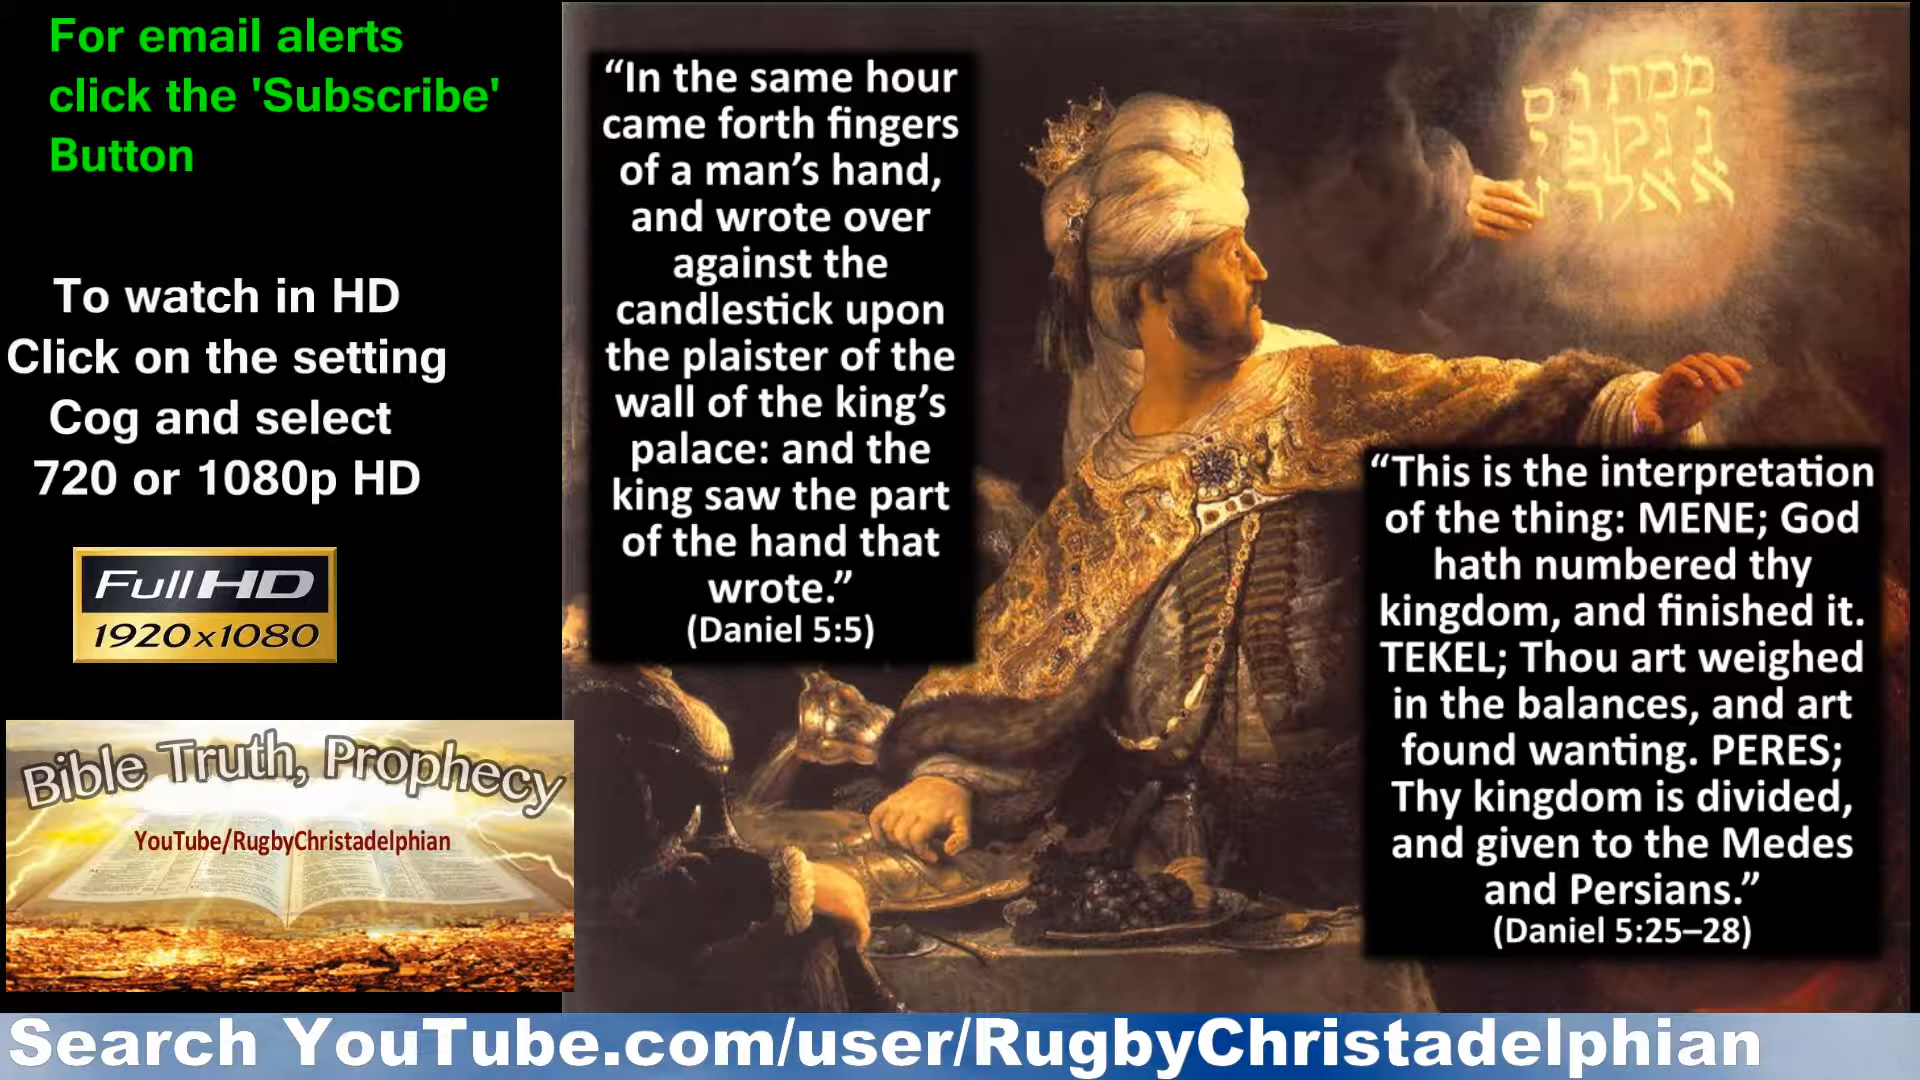 For email alerts
click the 'Subscribe'
Button
To watch in HD
Click on the setting
Cog and select
720 or 1080p HD
Full HD
1920x1080
Bible Truth, Prophecy
YouTube/RugbyChristadelphian
“In the same hour
came forth fingers
of a man’s hand,
and wrote over
against the
candlestick upon
the plaister of the
wall of the king’s
palace: and the
king saw the part
of the hand that
wrote.”
(Daniel 5:5)
ממתוס
ננקפי
אאלרן
“This is the interpretation
of the thing: MENE; God
hath numbered thy
kingdom, and finished it.
TEKEL; Thou art weighed
in the balances, and art
found wanting. PERES;
Thy kingdom is divided,
and given to the Medes
and Persians.”
(Daniel 5:25–28)
Search YouTube.com/user/RugbyChristadelphian